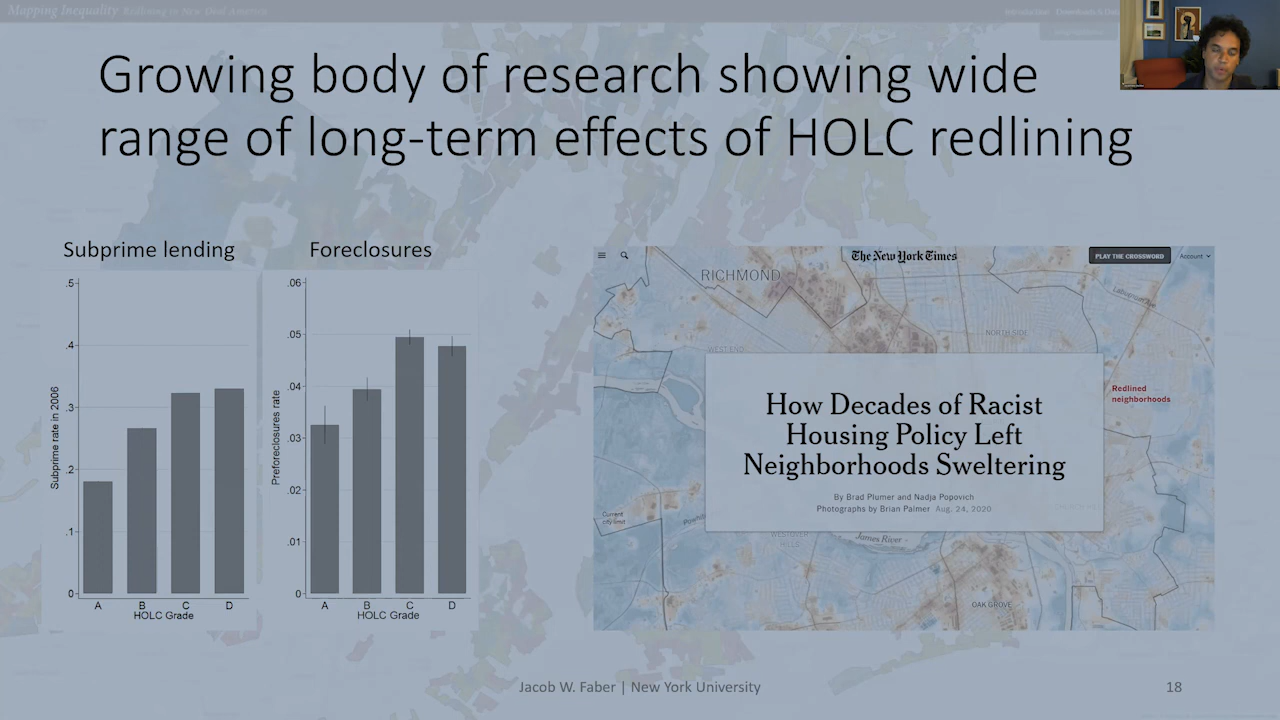 Mapping Inequality Redlining in New Deal America
Introduction
Growing body of research showing wide
range of long-term effects of HOLC redlining
Subprime lending
Foreclosures
.5
.4
.3
.2
.1
0
Subprime rate in 2006
A B C D
HOLC Grade
.06
.05
.04
.03
.02
.01
0
Preforeclosures rate
A B C D
HOLC Grade
The New York Times
PLAY THE CROSSWORD
Account
RICHMOND
NORTH SIDE
WEST END
Redlined
neighborhoods
How Decades of Racist
Housing Policy Left
Neighborhoods Sweltering
By Brad Plumer and Nadja Popovich
Photographs by Brian Palmer Aug. 24, 2020
Current
city limit
WESTOVER
HILLS
James River
OAK GROVE
Jacob W. Faber | New York University
18